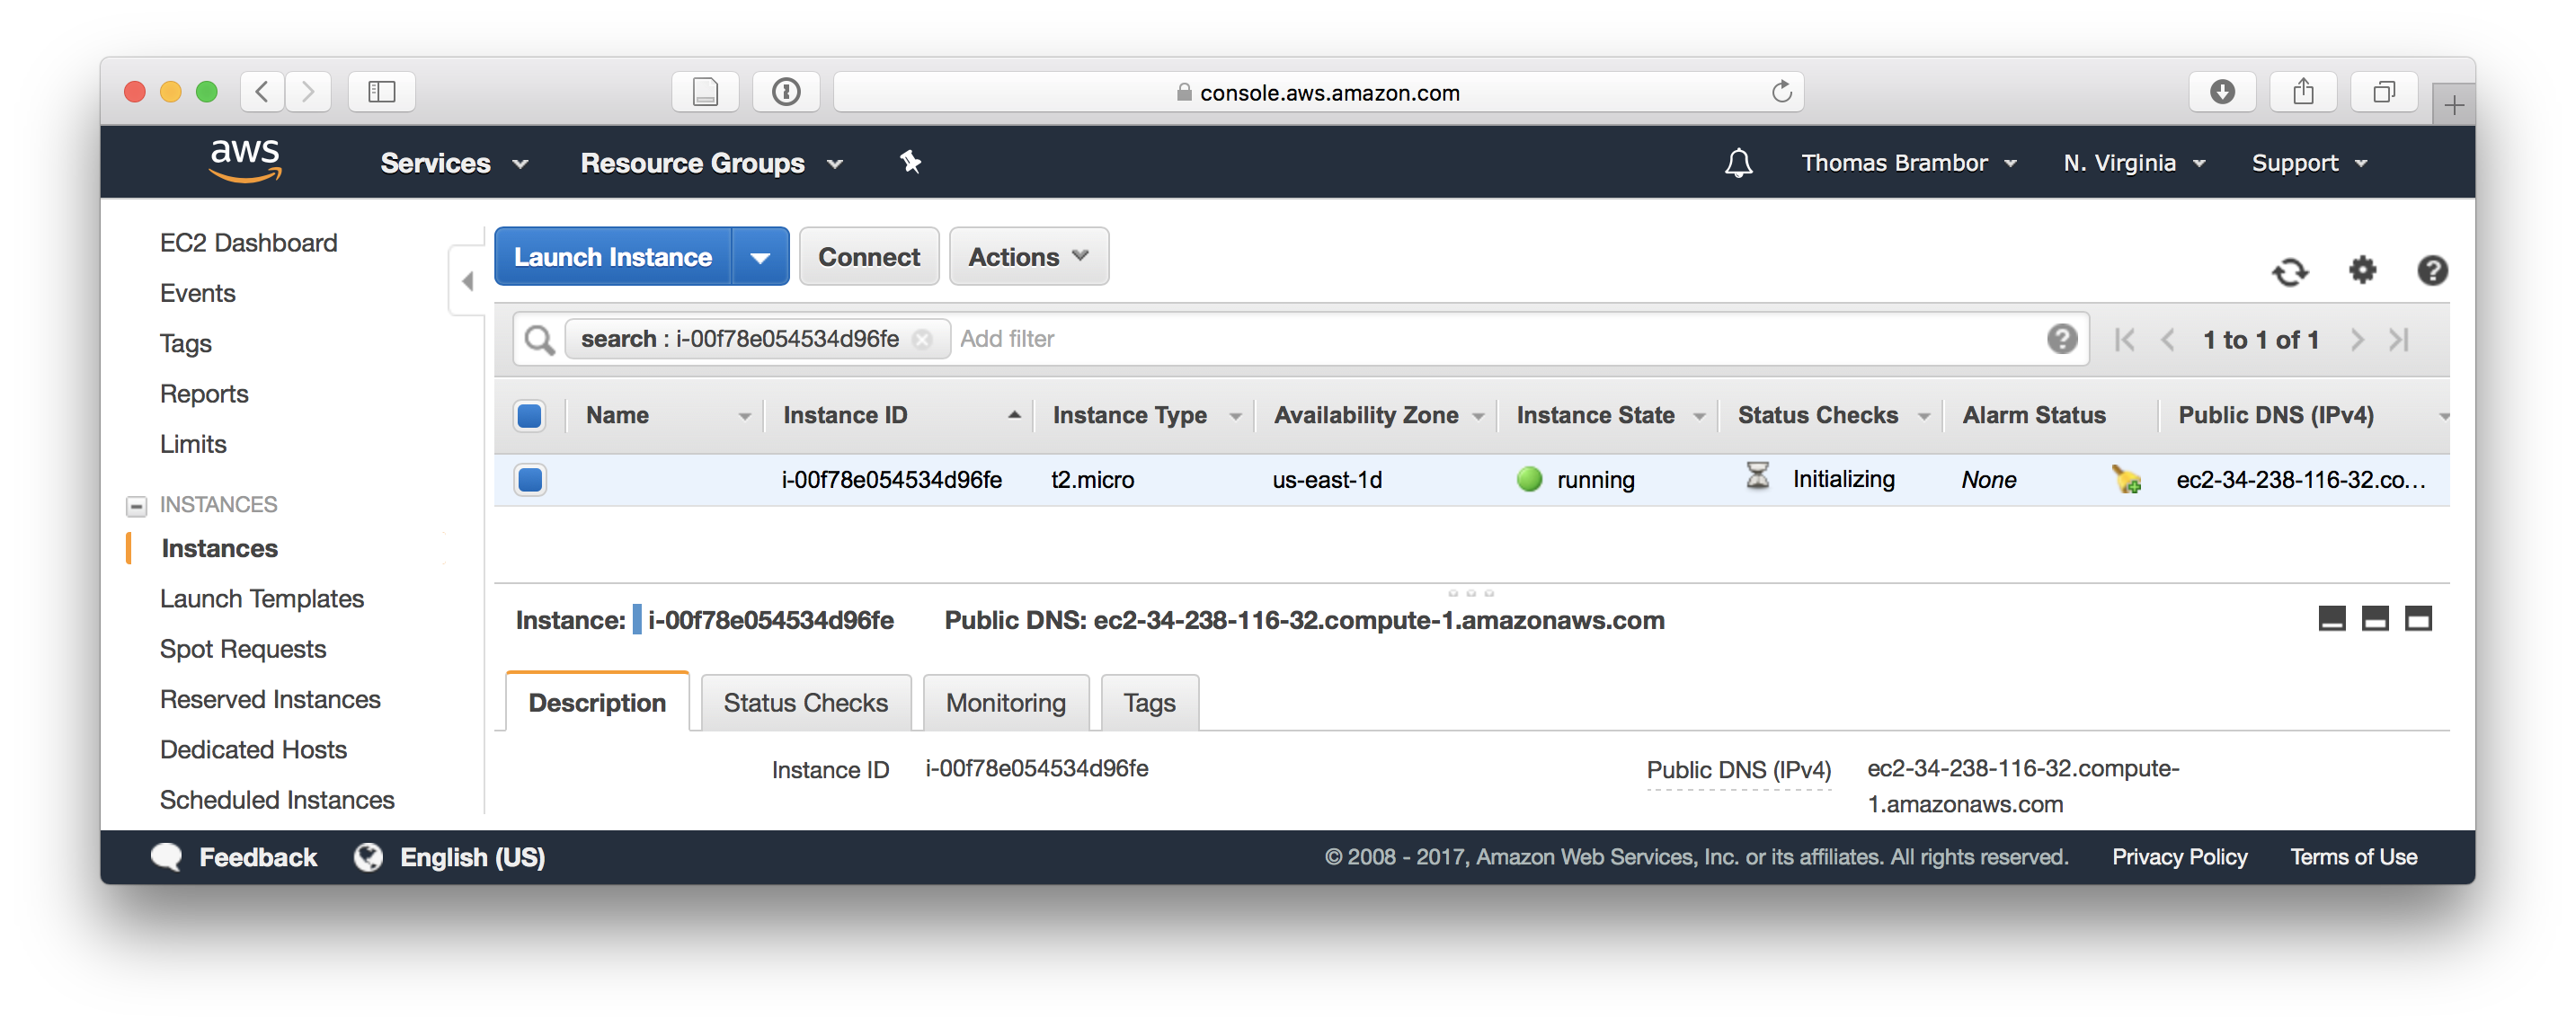 console.aws.amazon.com
aws Services Resource Groups Thomas Brambor N. Virginia Support
EC2 Dashboard
Events
Tags
Reports
Limits
INSTANCES
Instances
Launch Templates
Spot Requests
Reserved Instances
Dedicated Hosts
Scheduled Instances
Launch Instance Connect Actions
search : i-00f78e054534d96fe Add filter 1 to 1 of 1
Name Instance ID Instance Type Availability Zone Instance State Status Checks Alarm Status Public DNS (IPv4)
i-00f78e054534d96fe t2.micro us-east-1d running Initializing None ec2-34-238-116-32.co...
Instance: i-00f78e054534d96fe Public DNS: ec2-34-238-116-32.compute-1.amazonaws.com
Description Status Checks Monitoring Tags
Instance ID i-00f78e054534d96fe Public DNS (IPv4) ec2-34-238-116-32.compute-
1.amazonaws.com
Feedback English (US) © 2008 - 2017, Amazon Web Services, Inc. or its affiliates. All rights reserved. Privacy Policy Terms of Use